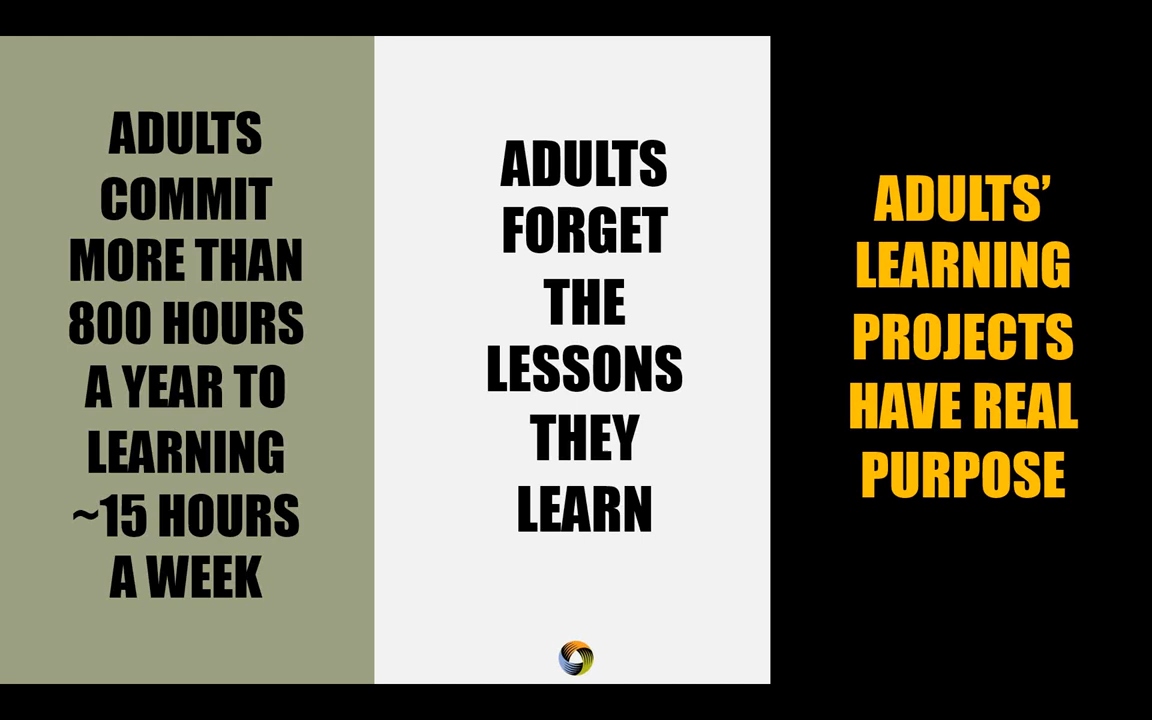 ADULTS
COMMIT
MORE THAN
800 HOURS
A YEAR TO
LEARNING
~15 HOURS
A WEEK
ADULTS
FORGET
THE
LESSONS
THEY
LEARN
ADULTS’
LEARNING
PROJECTS
HAVE REAL
PURPOSE